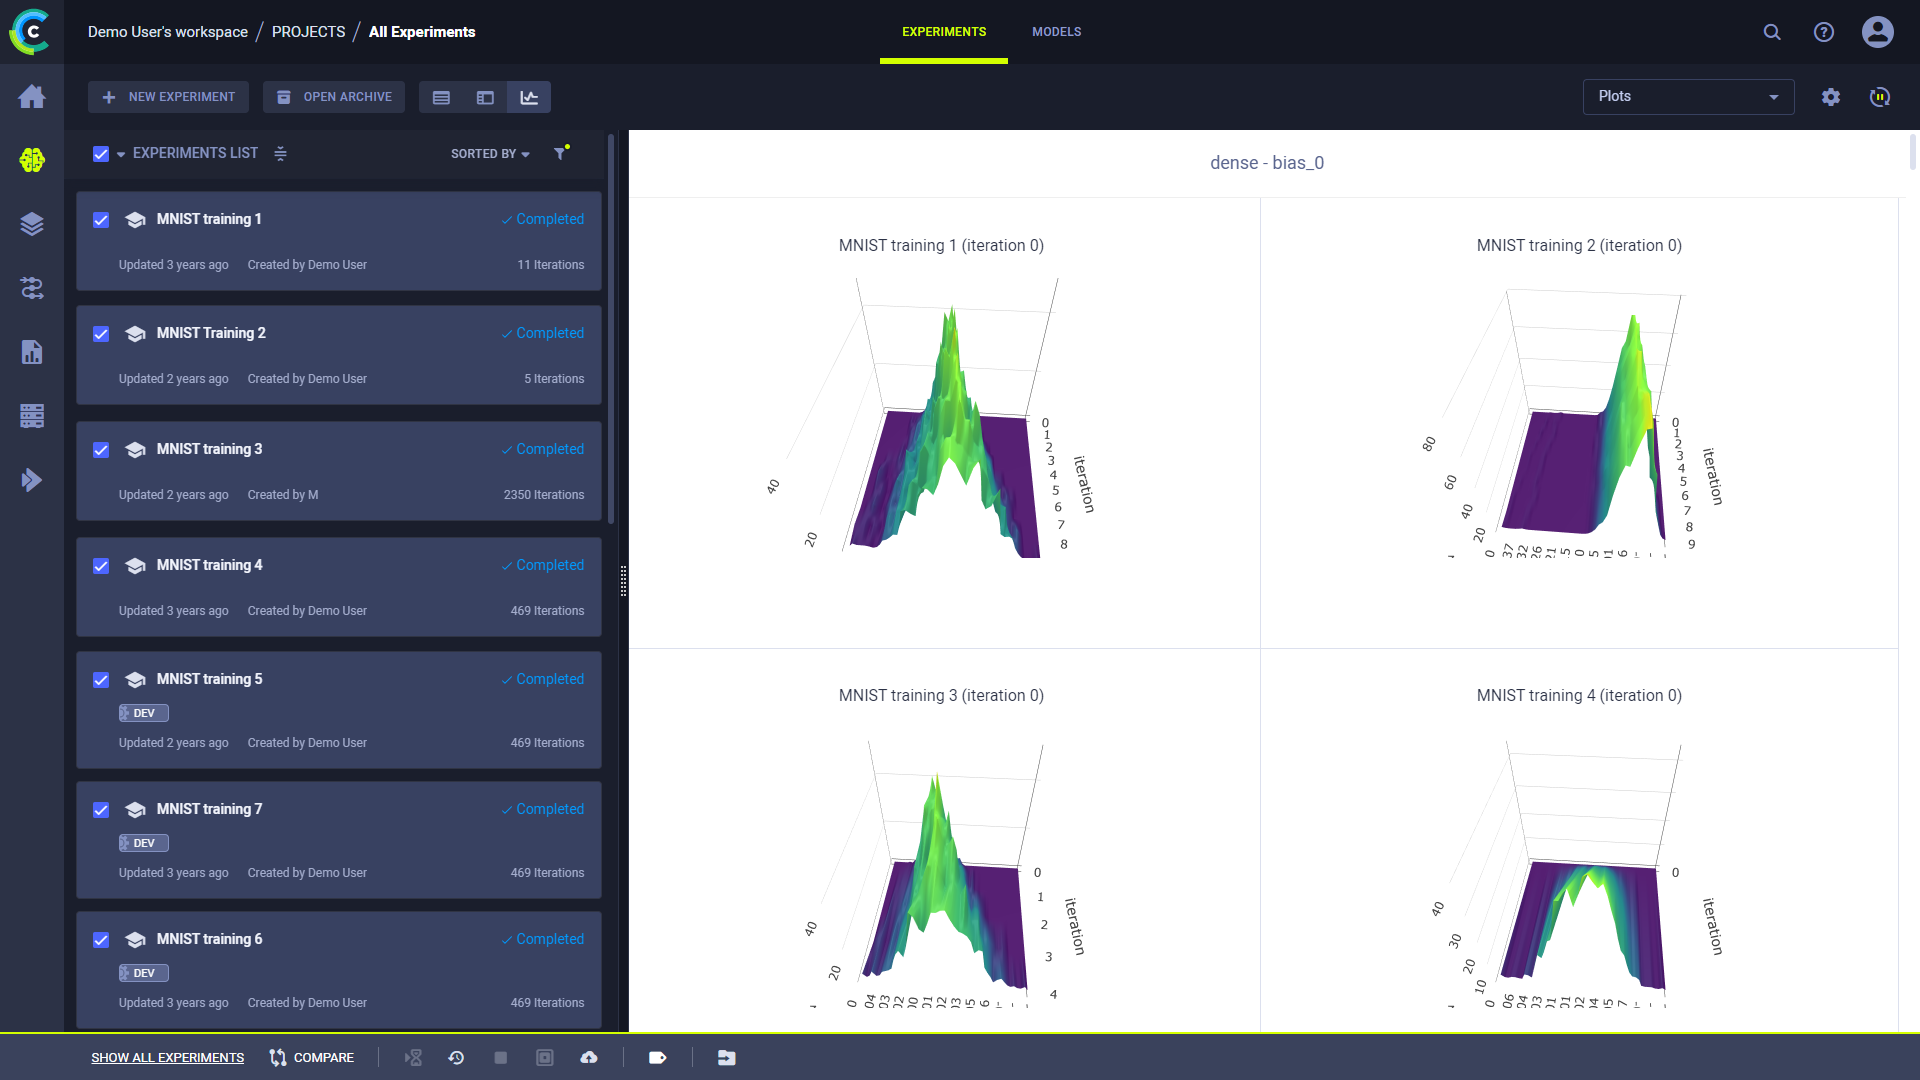 Demo User's workspace / PROJECTS / All Experiments
EXPERIMENTS
MODELS
NEW EXPERIMENT
OPEN ARCHIVE
Plots
EXPERIMENTS LIST
SORTED BY
MNIST training 1
Completed
Updated 3 years ago Created by Demo User 11 Iterations
MNIST Training 2
Completed
Updated 2 years ago Created by Demo User 5 Iterations
MNIST training 3
Completed
Updated 2 years ago Created by M 2350 Iterations
MNIST training 4
Completed
Updated 3 years ago Created by Demo User 469 Iterations
MNIST training 5
Completed
DEV
Updated 2 years ago Created by Demo User 469 Iterations
MNIST training 7
Completed
DEV
Updated 3 years ago Created by Demo User 469 Iterations
MNIST training 6
Completed
DEV
Updated 3 years ago Created by Demo User 469 Iterations
dense - bias_0
MNIST training 1 (iteration 0)
40
20
0
1
2
3
4
5
6
7
8
iteration
MNIST training 2 (iteration 0)
80
60
40
20
0
0
1
2
3
4
5
6
7
8
9
iteration
MNIST training 3 (iteration 0)
40
20
0
0
1
2
3
4
iteration
MNIST training 4 (iteration 0)
40
30
20
10
0
0
iteration
SHOW ALL EXPERIMENTS
COMPARE